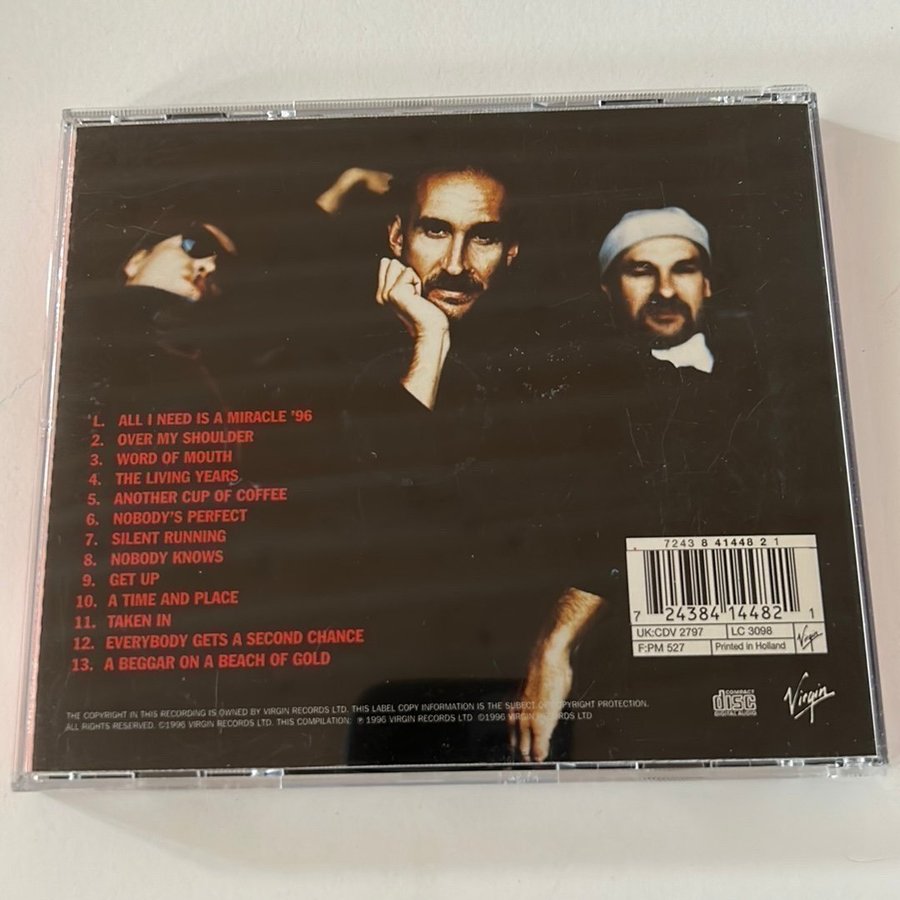 1. ALL I NEED IS A MIRACLE '96
2. OVER MY SHOULDER
3. WORD OF MOUTH
4. THE LIVING YEARS
5. ANOTHER CUP OF COFFEE
6. NOBODY'S PERFECT
7. SILENT RUNNING
8. NOBODY KNOWS
9. GET UP
10. A TIME AND PLACE
11. TAKEN IN
12. EVERYBODY GETS A SECOND CHANCE
13. A BEGGAR ON A BEACH OF GOLD
7243 8 41448 2 1
7 24384 14482 1
UK:CDV 2797 LC 3098
F:PM 527 Printed in Holland Virgin
THE COPYRIGHT IN THIS RECORDING IS OWNED BY VIRGIN RECORDS LTD. THIS LABEL COPY INFORMATION IS THE SUBECT OF COPYRIGHT PROTECTION.
ALL RIGHTS RESERVED. ©1996 VIRGIN RECORDS LTD. THIS COMPILATION: ℗ 1996 VIRGIN RECORDS LTD ©1996 VIRGIN RECORDS LTD
COMPACT
disc
DIGITAL AUDIO
Virgin